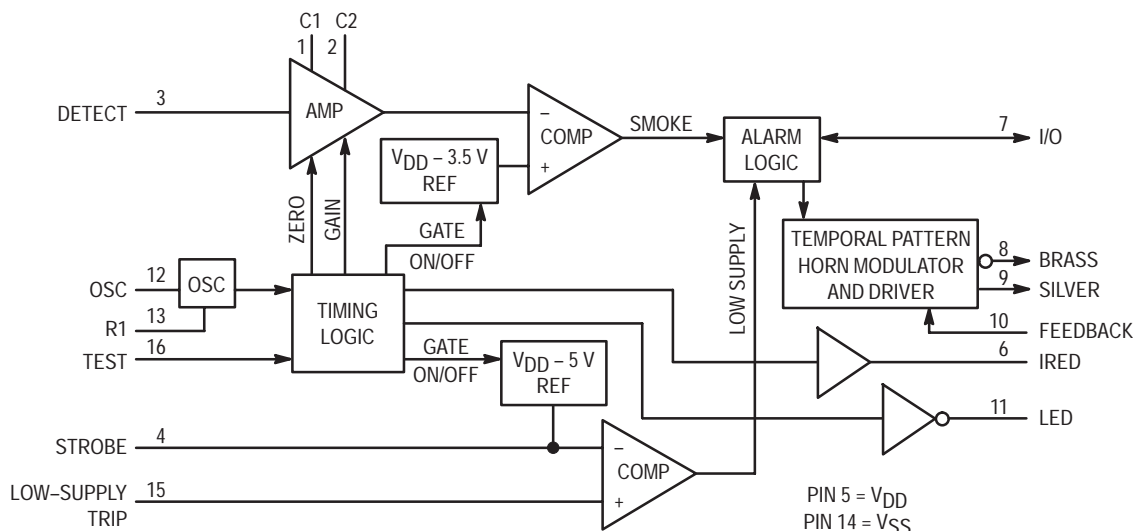 C1 C2
1 2
DETECT 3
AMP
–
COMP
+
SMOKE
ALARM
LOGIC
7 I/O
VDD – 3.5 V
REF
ZERO
GAIN
GATE
ON/OFF
LOW SUPPLY
TEMPORAL PATTERN
HORN MODULATOR
AND DRIVER
8 BRASS
9 SILVER
10 FEEDBACK
6 IRED
11 LED
OSC 12
OSC
R1 13
TEST 16
TIMING
LOGIC
GATE
ON/OFF
VDD – 5 V
REF
STROBE 4
–
COMP
+
LOW–SUPPLY
TRIP
15
PIN 5 = VDD
PIN 14 = VSS